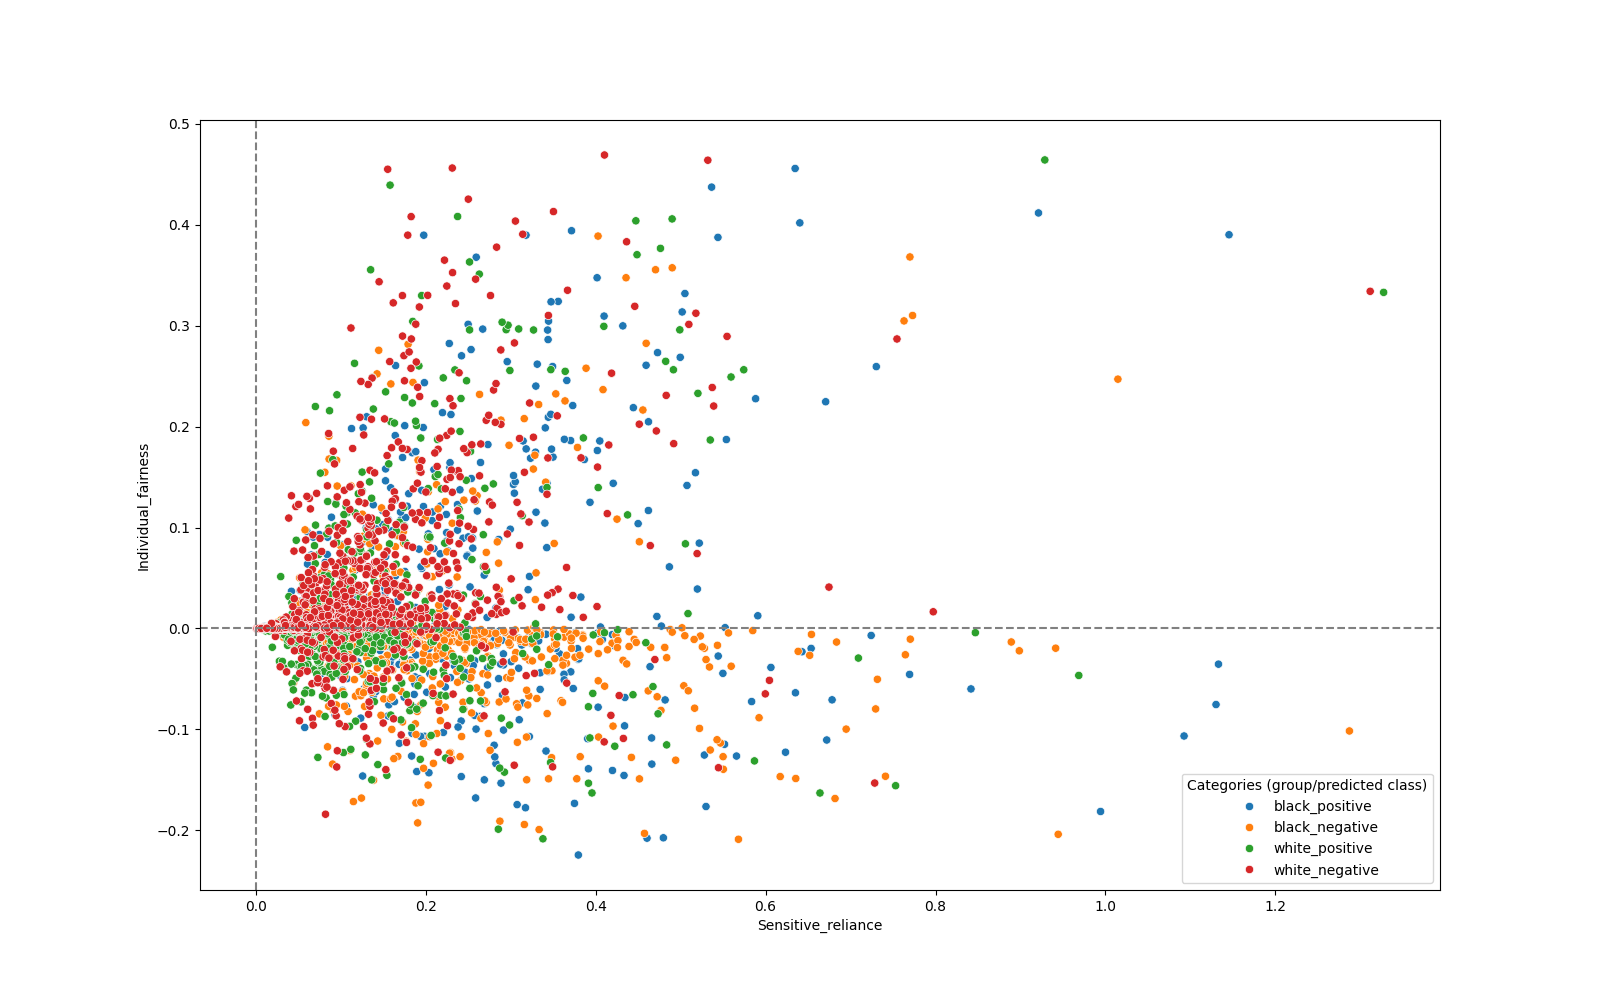 0.5
0.4
0.3
0.2
0.1
0.0
−0.1
−0.2
Individual_fairness
0.0 0.2 0.4 0.6 0.8 1.0 1.2
Sensitive_reliance
Categories (group/predicted class)
black_positive
black_negative
white_positive
white_negative